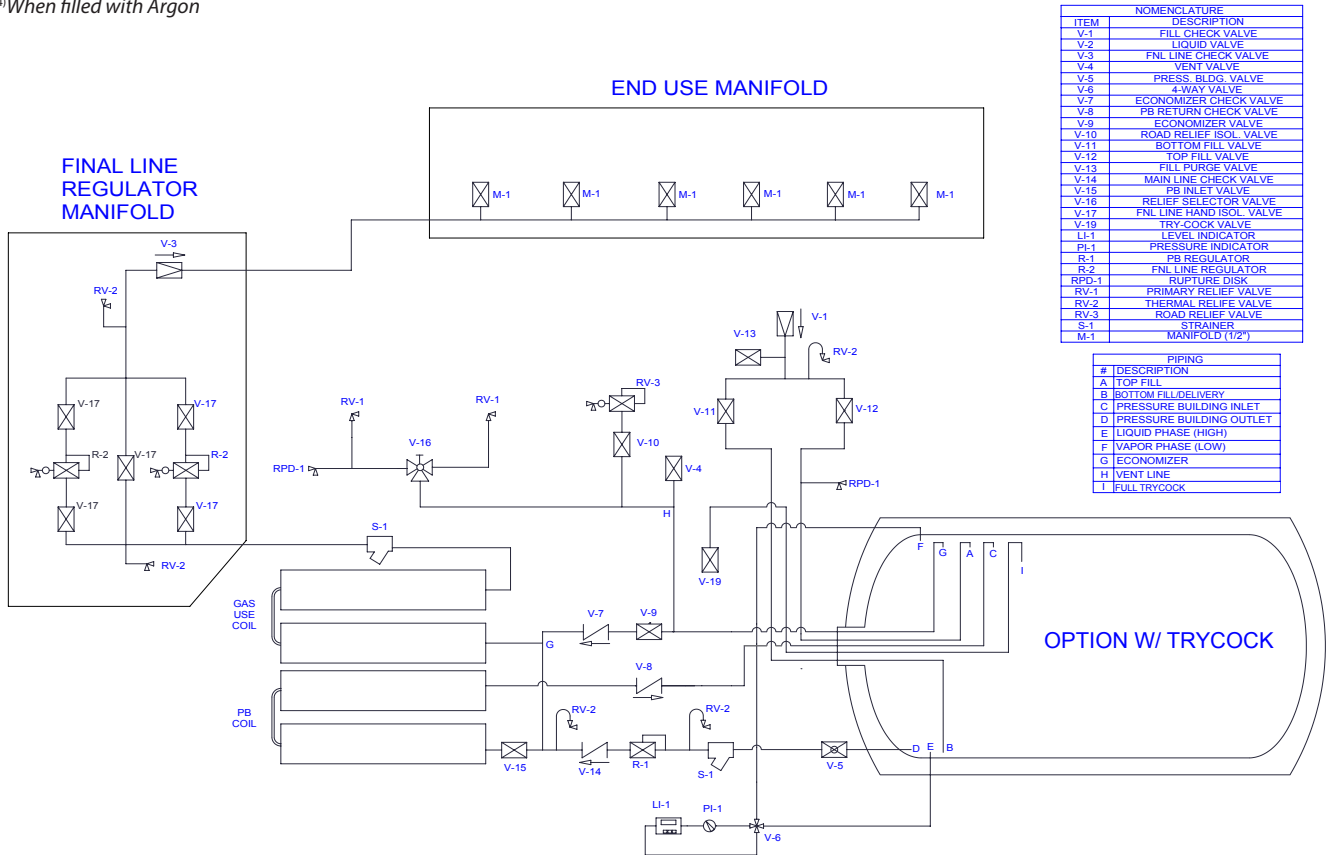 When filled with Argon
NOMENCLATURE
ITEM DESCRIPTION
V-1 FILL CHECK VALVE
V-2 LIQUID VALVE
V-3 FNL LINE CHECK VALVE
V-4 VENT VALVE
V-5 PRESS. BLDG. VALVE
V-6 4-WAY VALVE
V-7 ECONOMIZER CHECK VALVE
V-8 PB RETURN CHECK VALVE
V-9 ECONOMIZER VALVE
V-10 ROAD RELIEF ISOL. VALVE
V-11 BOTTOM FILL VALVE
V-12 TOP FILL VALVE
V-13 FILL PURGE VALVE
V-14 MAIN LINE CHECK VALVE
V-15 PB INLET VALVE
V-16 RELIEF SELECTOR VALVE
V-17 FNL LINE HAND ISOL. VALVE
V-19 TRY-COCK VALVE
LI-1 LEVEL INDICATOR
PI-1 PRESSURE INDICATOR
R-1 PB REGULATOR
R-2 FNL LINE REGULATOR
RPD-1 RUPTURE DISK
RV-1 PRIMARY RELIEF VALVE
RV-2 THERMAL RELIFE VALVE
RV-3 ROAD RELIEF VALVE
S-1 STRAINER
M-1 MANIFOLD (1/2")
PIPING
# DESCRIPTION
A TOP FILL
B BOTTOM FILL/DELIVERY
C PRESSURE BUILDING INLET
D PRESSURE BUILDING OUTLET
E LIQUID PHASE (HIGH)
F VAPOR PHASE (LOW)
G ECONOMIZER
H VENT LINE
I FULL TRYCOCK
END USE MANIFOLD
M-1 M-1 M-1 M-1 M-1 M-1
FINAL LINE
REGULATOR
MANIFOLD
V-3
RV-2
V-17 V-17
R-2 V-17 R-2
V-17 V-17
RV-2
V-1
V-13
RV-2
V-11 V-12
RPD-1
RV-3
RV-1 RV-1
V-10
V-16
RPD-1
V-4
H
S-1
V-19
GAS
USE
COIL
V-7 V-9
G
V-8
PB
COIL
RV-2 RV-2
V-15 V-14 R-1 S-1 V-5
F G A C I
OPTION W/ TRYCOCK
D E B
LI-1 PI-1
V-6